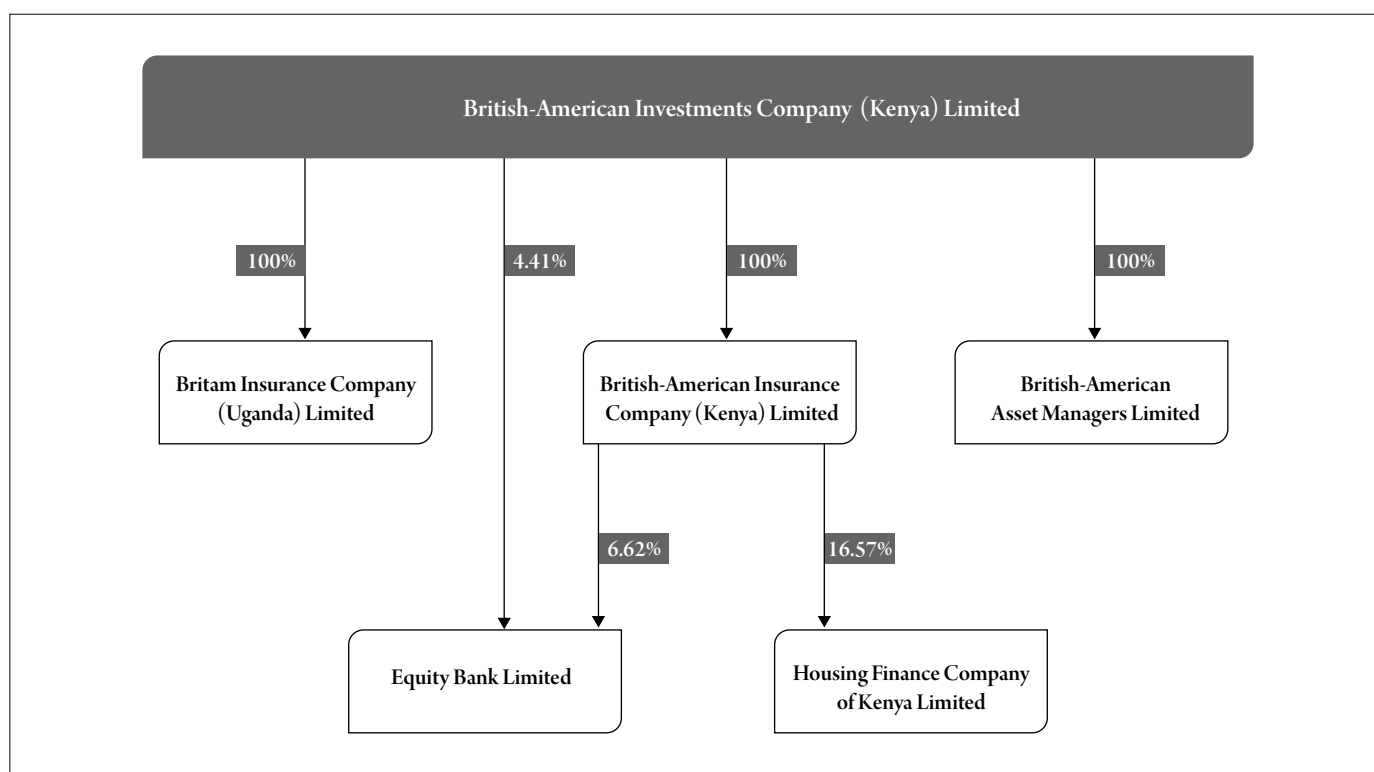 British-American Investments Company (Kenya) Limited
100%
4.41%
100%
100%
Britam Insurance Company
(Uganda) Limited
British-American Insurance
Company (Kenya) Limited
British-American
Asset Managers Limited
6.62%
16.57%
Equity Bank Limited
Housing Finance Company
of Kenya Limited